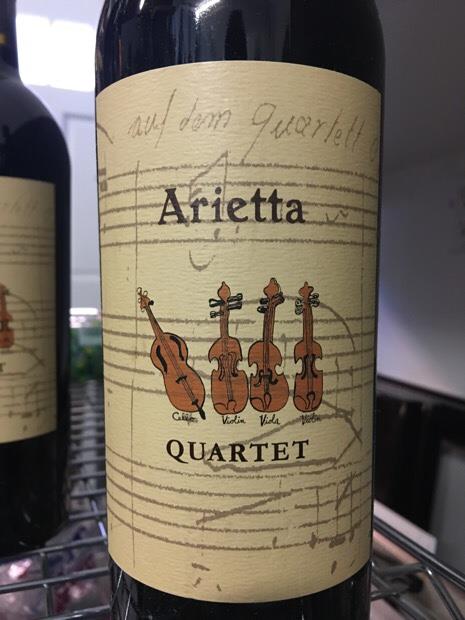 auf dem Quartett
Arietta
Cello Violin Viola Violin
QUARTET